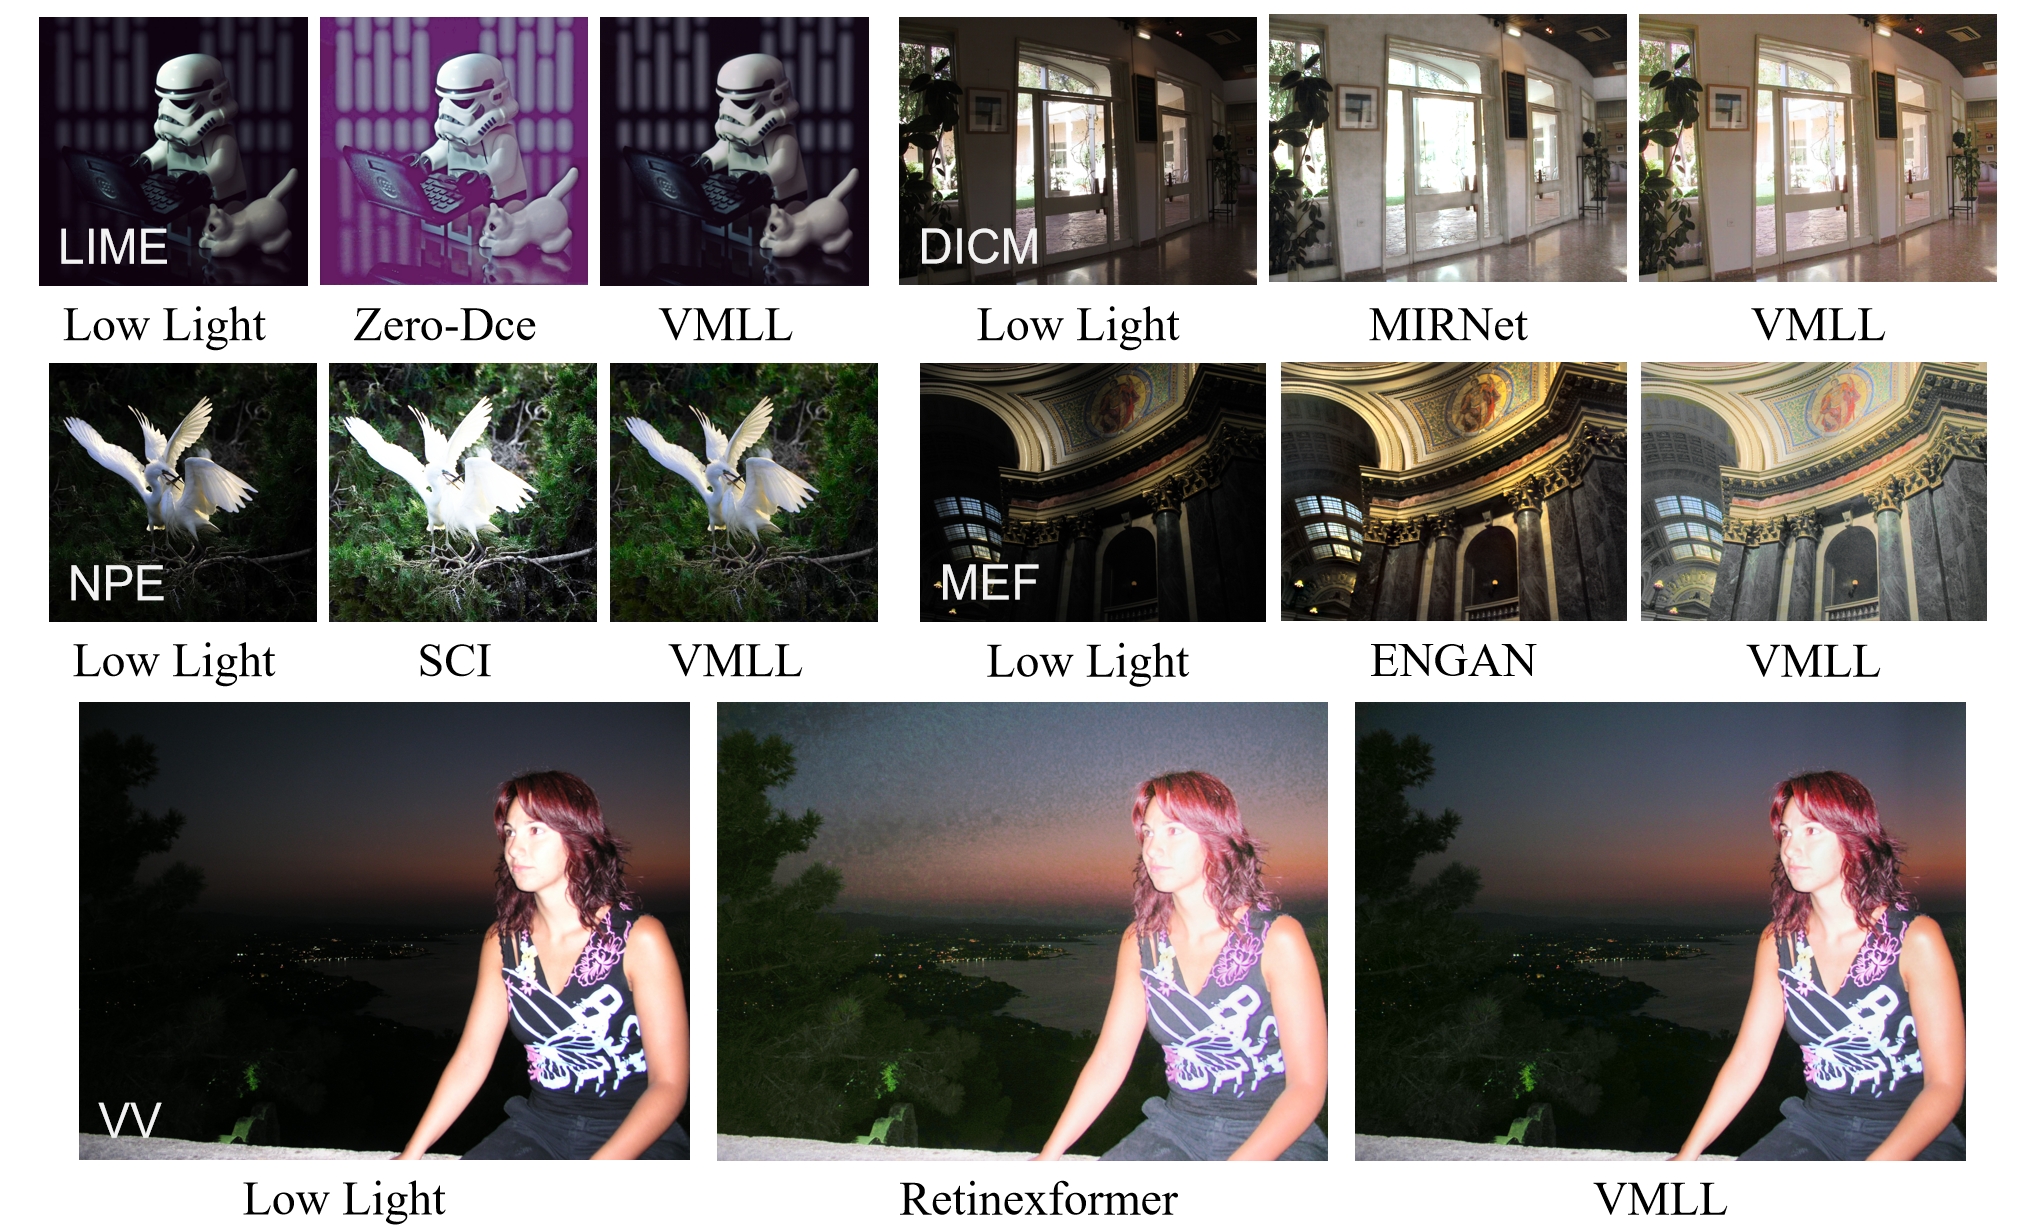 LIME
DICM
Low Light Zero-Dce VMLL Low Light MIRNet VMLL
NPE
MEF
Low Light SCI VMLL Low Light ENGAN VMLL
VV
Low Light Retinexformer VMLL